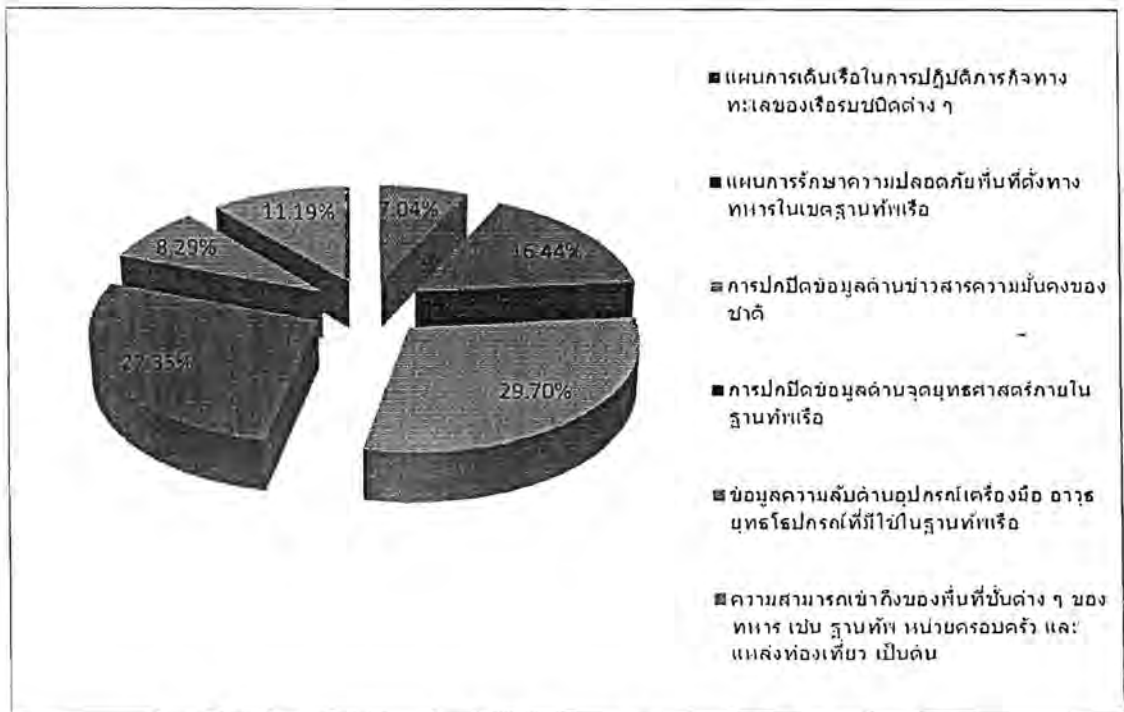 11.19%
7.04%
8.29%
16.44%
27.35%
29.70%
แผนการเดินเรือในการปฏิบัติภารกิจทาง
ทะเลของเรือรบชนิดต่าง ๆ
แผนการรักษาความปลอดภัยพื้นที่ตั้งทาง
ทหารในเขตฐานทัพเรือ
การปกปิดข้อมูลด้านข่าวสารความมั่นคงของ
ชาติ
การปกปิดข้อมูลด้านจุดยุทธศาสตร์ภายใน
ฐานทัพเรือ
ข้อมูลความลับด้านอุปกรณ์เครื่องมือ อาวุธ
ยุทธโธปกรณ์ที่มีใช้ในฐานทัพเรือ
ความสามารถเข้าถึงของพื้นที่ชั้นต่าง ๆ ของ
ทหาร เช่น ฐานทัพ หน่วยครอบครัว และ
แหล่งท่องเที่ยว เป็นต้น